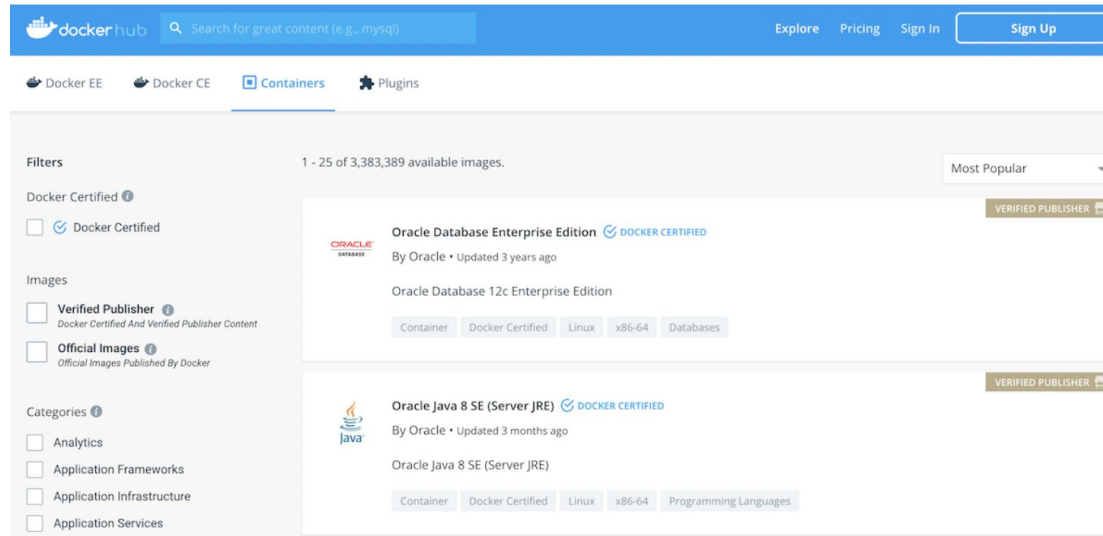 dockerhub Search for great content (e.g., mysql) Explore Pricing Sign In Sign Up
Docker EE Docker CE Containers Plugins
Filters
1 - 25 of 3,383,389 available images.
Most Popular
Docker Certified
Docker Certified
Images
Verified Publisher
Docker Certified And Verified Publisher Content
Official Images
Official Images Published By Docker
Categories
Analytics
Application Frameworks
Application Infrastructure
Application Services
VERIFIED PUBLISHER
ORACLE
DATABASE
Oracle Database Enterprise Edition DOCKER CERTIFIED
By Oracle • Updated 3 years ago
Oracle Database 12c Enterprise Edition
Container Docker Certified Linux x86-64 Databases
VERIFIED PUBLISHER
Java
Oracle Java 8 SE (Server JRE) DOCKER CERTIFIED
By Oracle • Updated 3 months ago
Oracle Java 8 SE (Server JRE)
Container Docker Certified Linux x86-64 Programming Languages